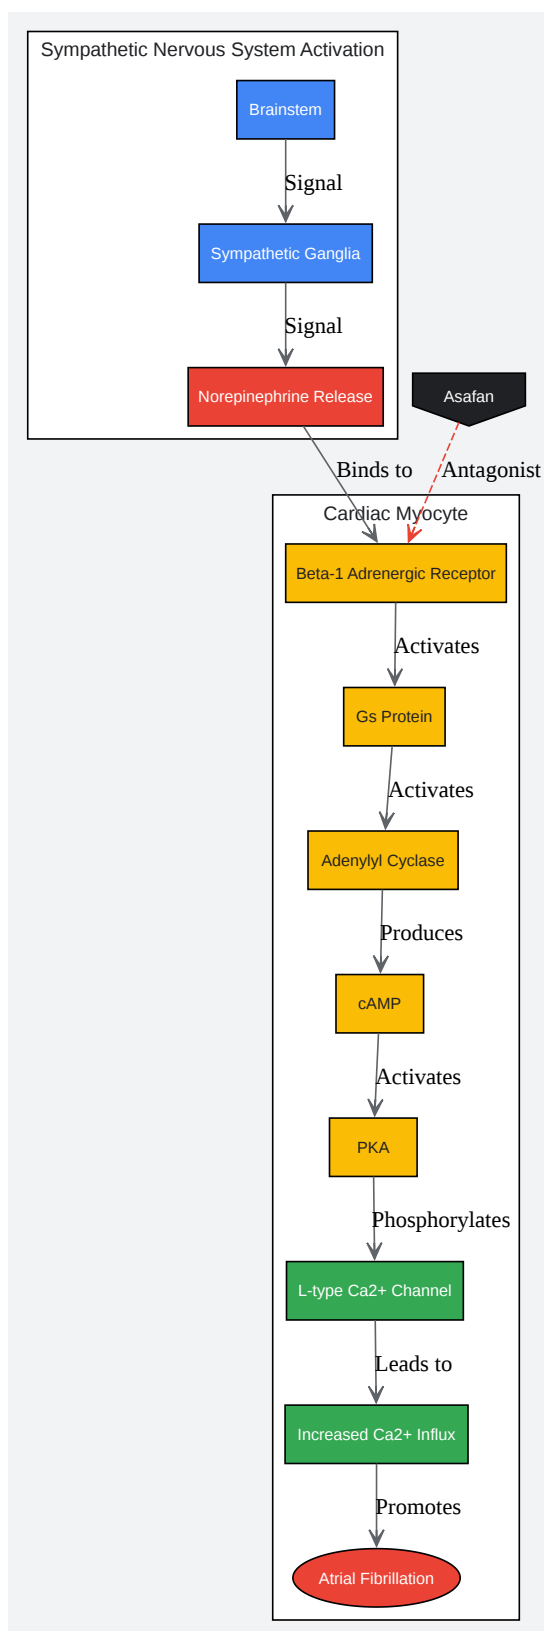 Sympathetic Nervous System Activation
Brainstem
Signal
Sympathetic Ganglia
Signal
Norepinephrine Release
Asafan
Binds to
Antagonist
Cardiac Myocyte
Beta-1 Adrenergic Receptor
Activates
Gs Protein
Activates
Adenylyl Cyclase
Produces
cAMP
Activates
PKA
Phosphorylates
L-type Ca2+ Channel
Leads to
Increased Ca2+ Influx
Promotes
Atrial Fibrillation